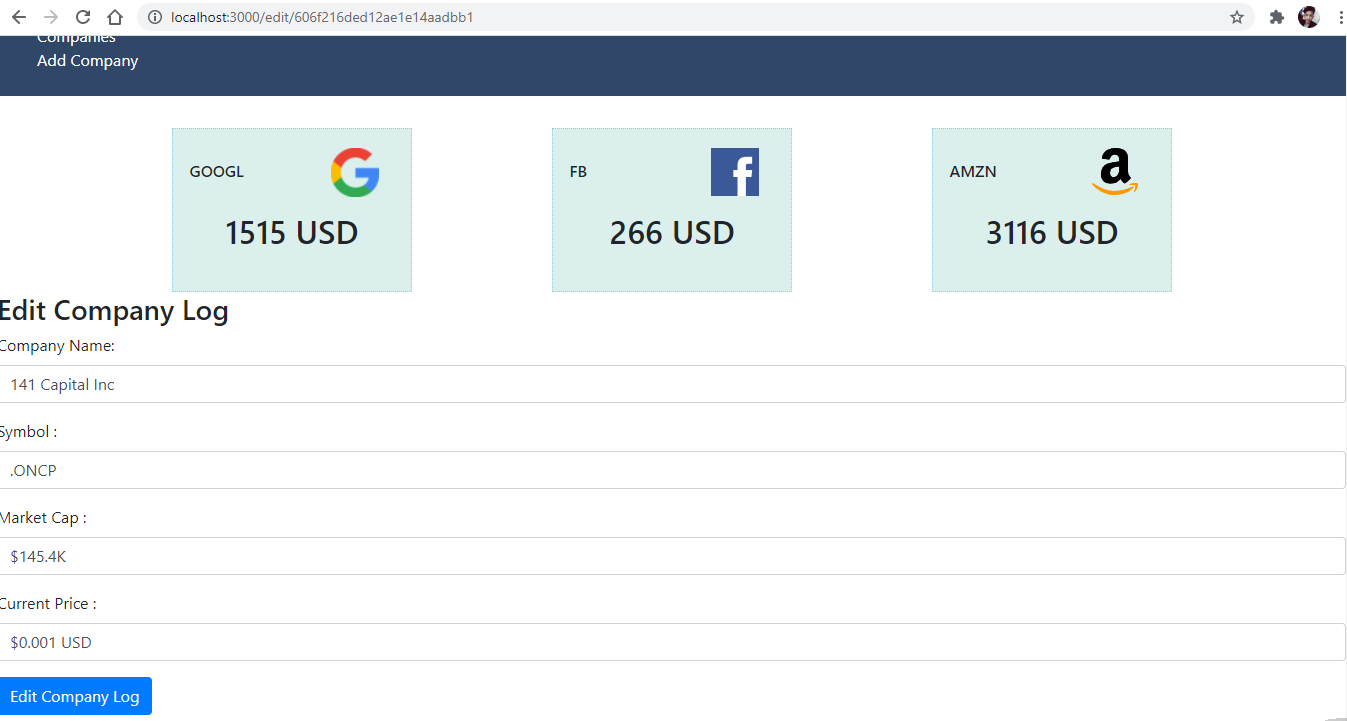 localhost:3000/edit/606f216ded12ae1e14aadbb1
Companies
Add Company
GOOGL
1515 USD
FB
266 USD
AMZN
3116 USD
Edit Company Log
Company Name:
141 Capital Inc
Symbol :
.ONCP
Market Cap :
$145.4K
Current Price :
$0.001 USD
Edit Company Log